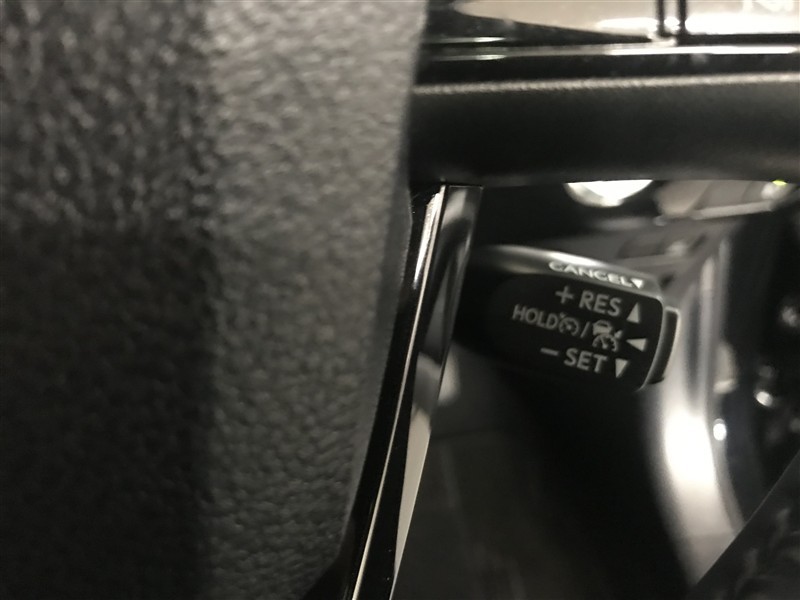 CANCEL▼
+ RES ▲
HOLD / ◄
− SET ▼